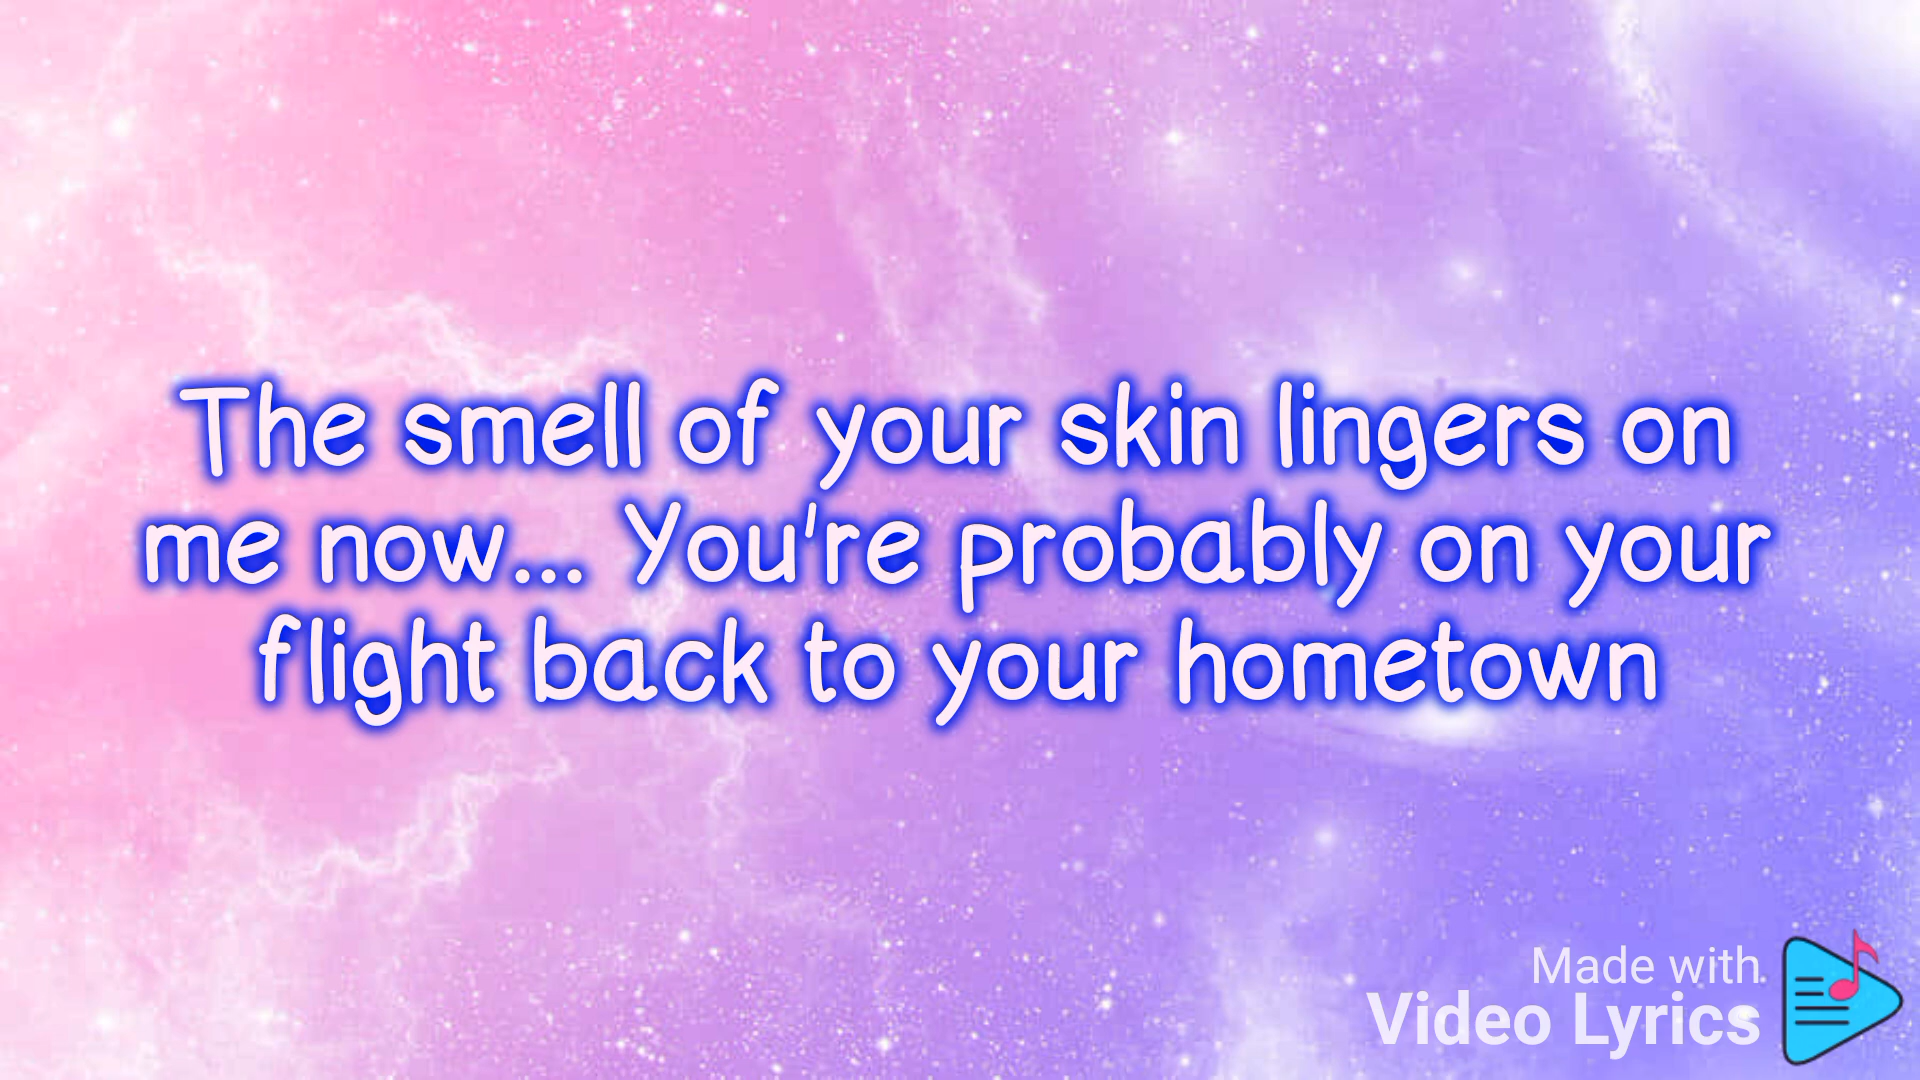 The smell of your skin lingers on
me now... You're probably on your
flight back to your hometown
Made with
Video Lyrics